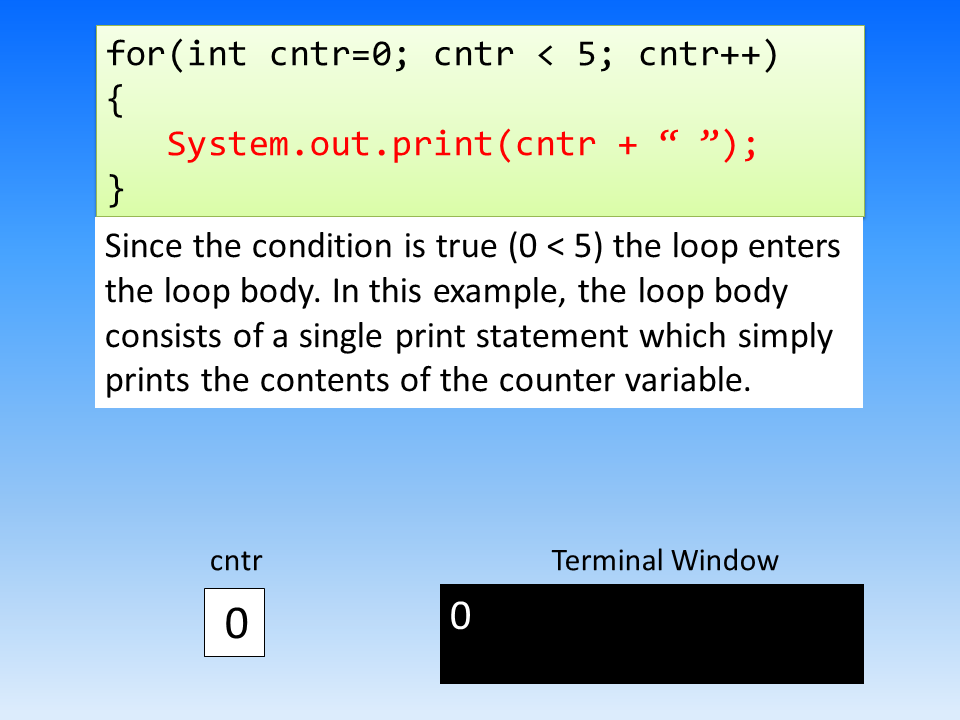 for(int cntr=0; cntr < 5; cntr++)
{
   System.out.print(cntr + “ ”);
}
Since the condition is true (0 < 5) the loop enters
the loop body. In this example, the loop body
consists of a single print statement which simply
prints the contents of the counter variable.
cntr
Terminal Window
0
0